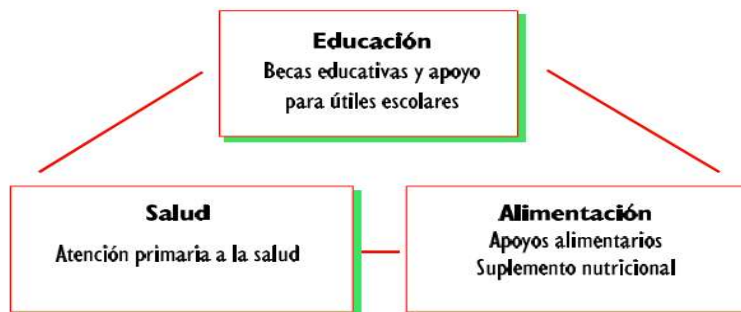 Educación
Becas educativas y apoyo
para útiles escolares
Salud
Atención primaria a la salud
Alimentación
Apoyos alimentarios
Suplemento nutricional